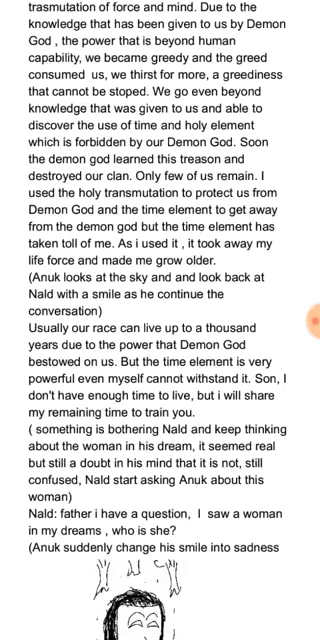 trasmutation of force and mind. Due to the
knowledge that has been given to us by Demon
God , the power that is beyond human
capability, we became greedy and the greed
consumed us, we thirst for more, a greediness
that cannot be stoped. We go even beyond
knowledge that was given to us and able to
discover the use of time and holy element
which is forbidden by our Demon God. Soon
the demon god learned this treason and
destroyed our clan. Only few of us remain. I
used the holy transmutation to protect us from
Demon God and the time element to get away
from the demon god but the time element has
taken toll of me. As i used it , it took away my
life force and made me grow older.
(Anuk looks at the sky and and look back at
Nald with a smile as he continue the
conversation)
Usually our race can live up to a thousand
years due to the power that Demon God
bestowed on us. But the time element is very
powerful even myself cannot withstand it. Son, I
don't have enough time to live, but i will share
my remaining time to train you.
( something is bothering Nald and keep thinking
about the woman in his dream, it seemed real
but still a doubt in his mind that it is not, still
confused, Nald start asking Anuk about this
woman)
Nald: father i have a question, I saw a woman
in my dreams , who is she?
(Anuk suddenly change his smile into sadness